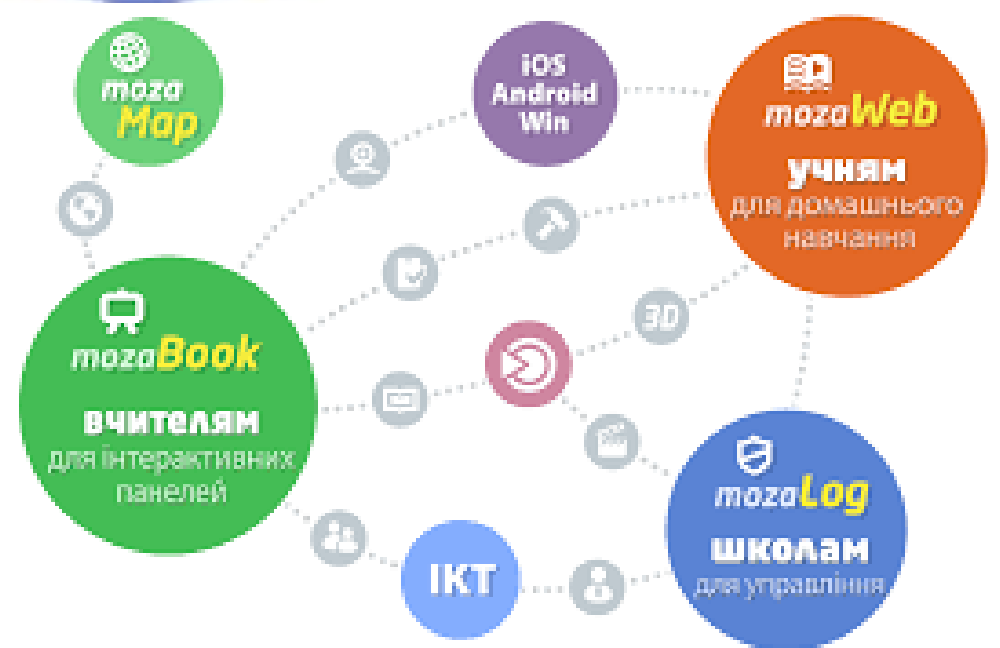 moza
Map
iOS
Android
Win
mozaWeb
учням
для домашнього
навчання
3D
mozaBook
вчителям
для інтерактивних
панелей
mozaLog
школам
для управління
ІКТ